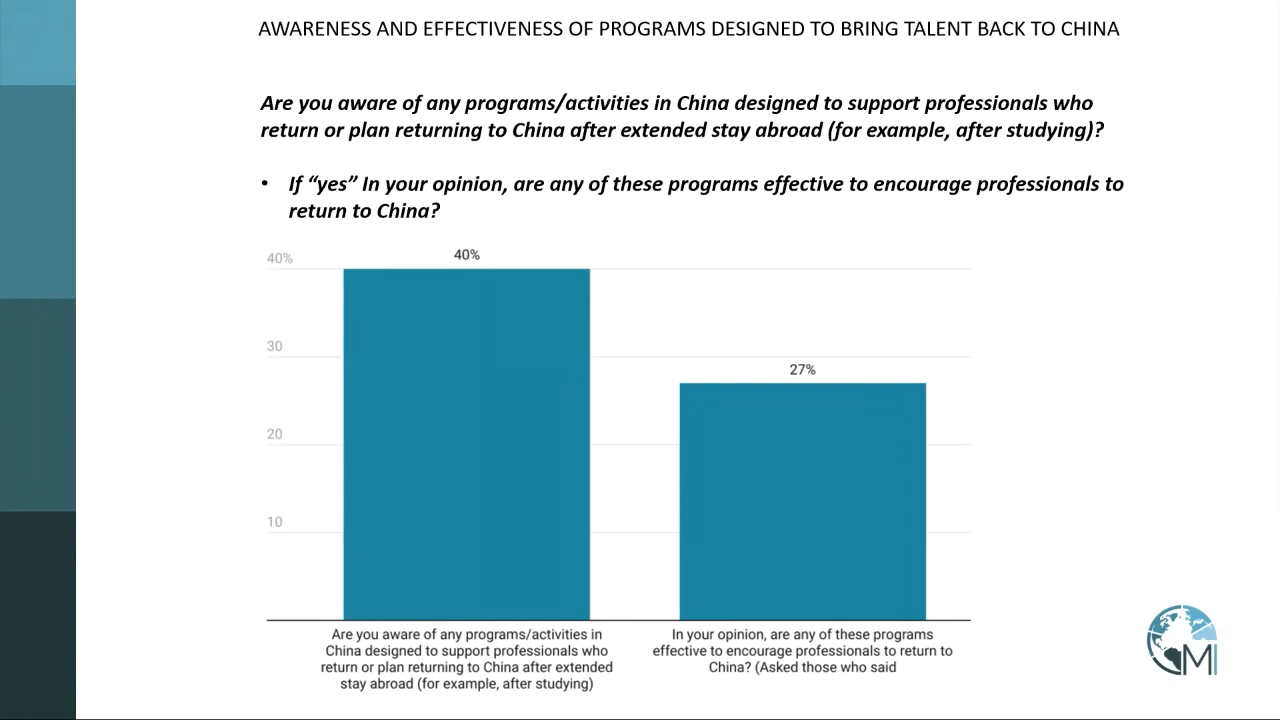 AWARENESS AND EFFECTIVENESS OF PROGRAMS DESIGNED TO BRING TALENT BACK TO CHINA
Are you aware of any programs/activities in China designed to support professionals who
return or plan returning to China after extended stay abroad (for example, after studying)?
• If “yes” In your opinion, are any of these programs effective to encourage professionals to
return to China?
40%
40%
30
27%
20
10
Are you aware of any programs/activities in
China designed to support professionals who
return or plan returning to China after extended
stay abroad (for example, after studying)
In your opinion, are any of these programs
effective to encourage professionals to return to
China? (Asked those who said
CMI